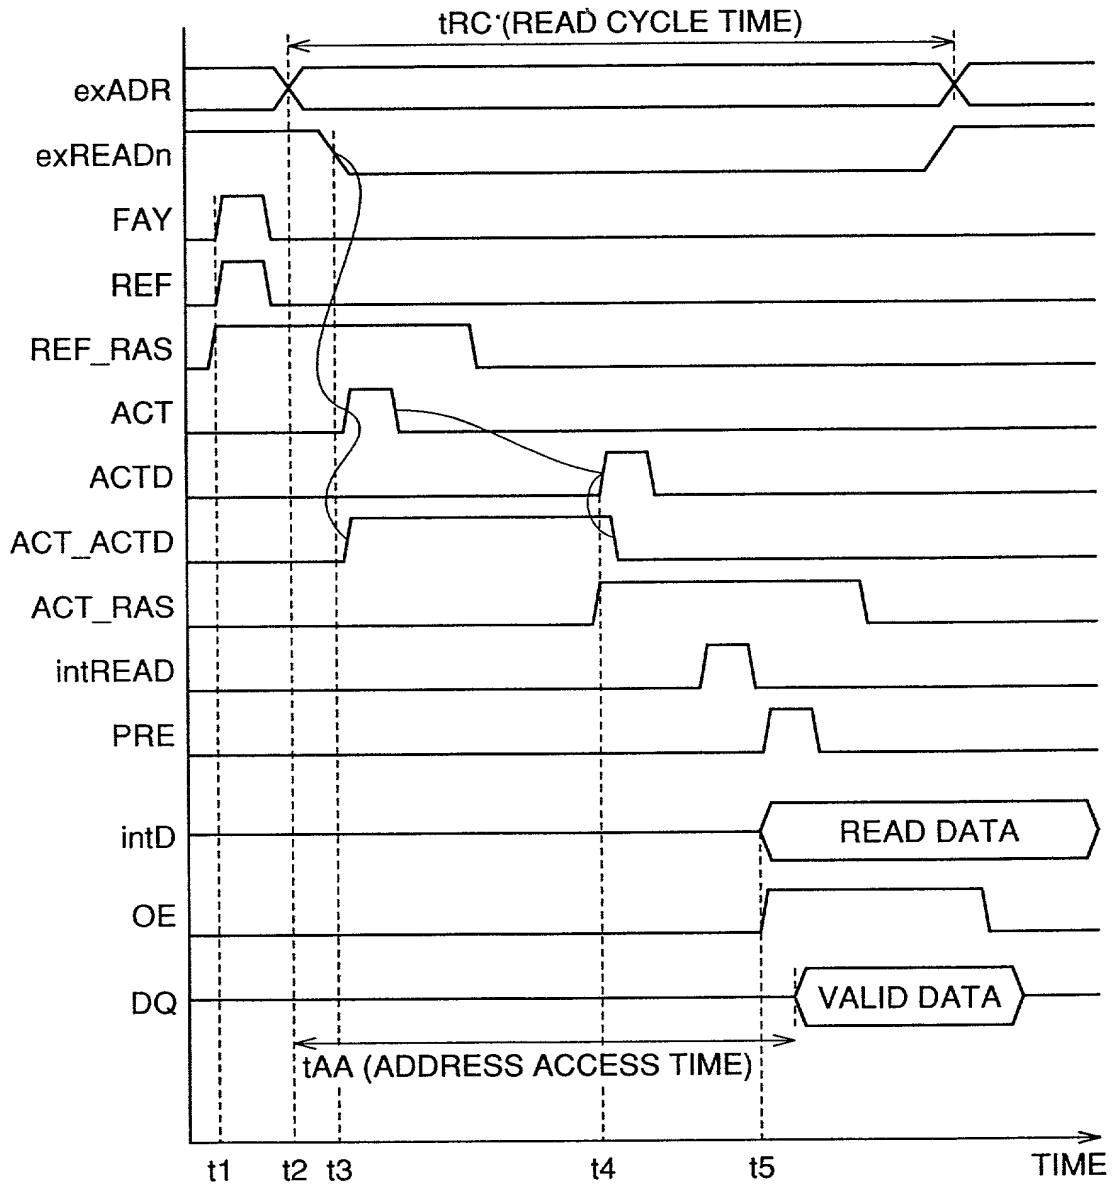 tRC (READ CYCLE TIME)
exADR
exREADn
FAY
REF
REF_RAS
ACT
ACTD
ACT_ACTD
ACT_RAS
intREAD
PRE
intD
READ DATA
OE
DQ
VALID DATA
tAA (ADDRESS ACCESS TIME)
t1 t2 t3 t4 t5 TIME